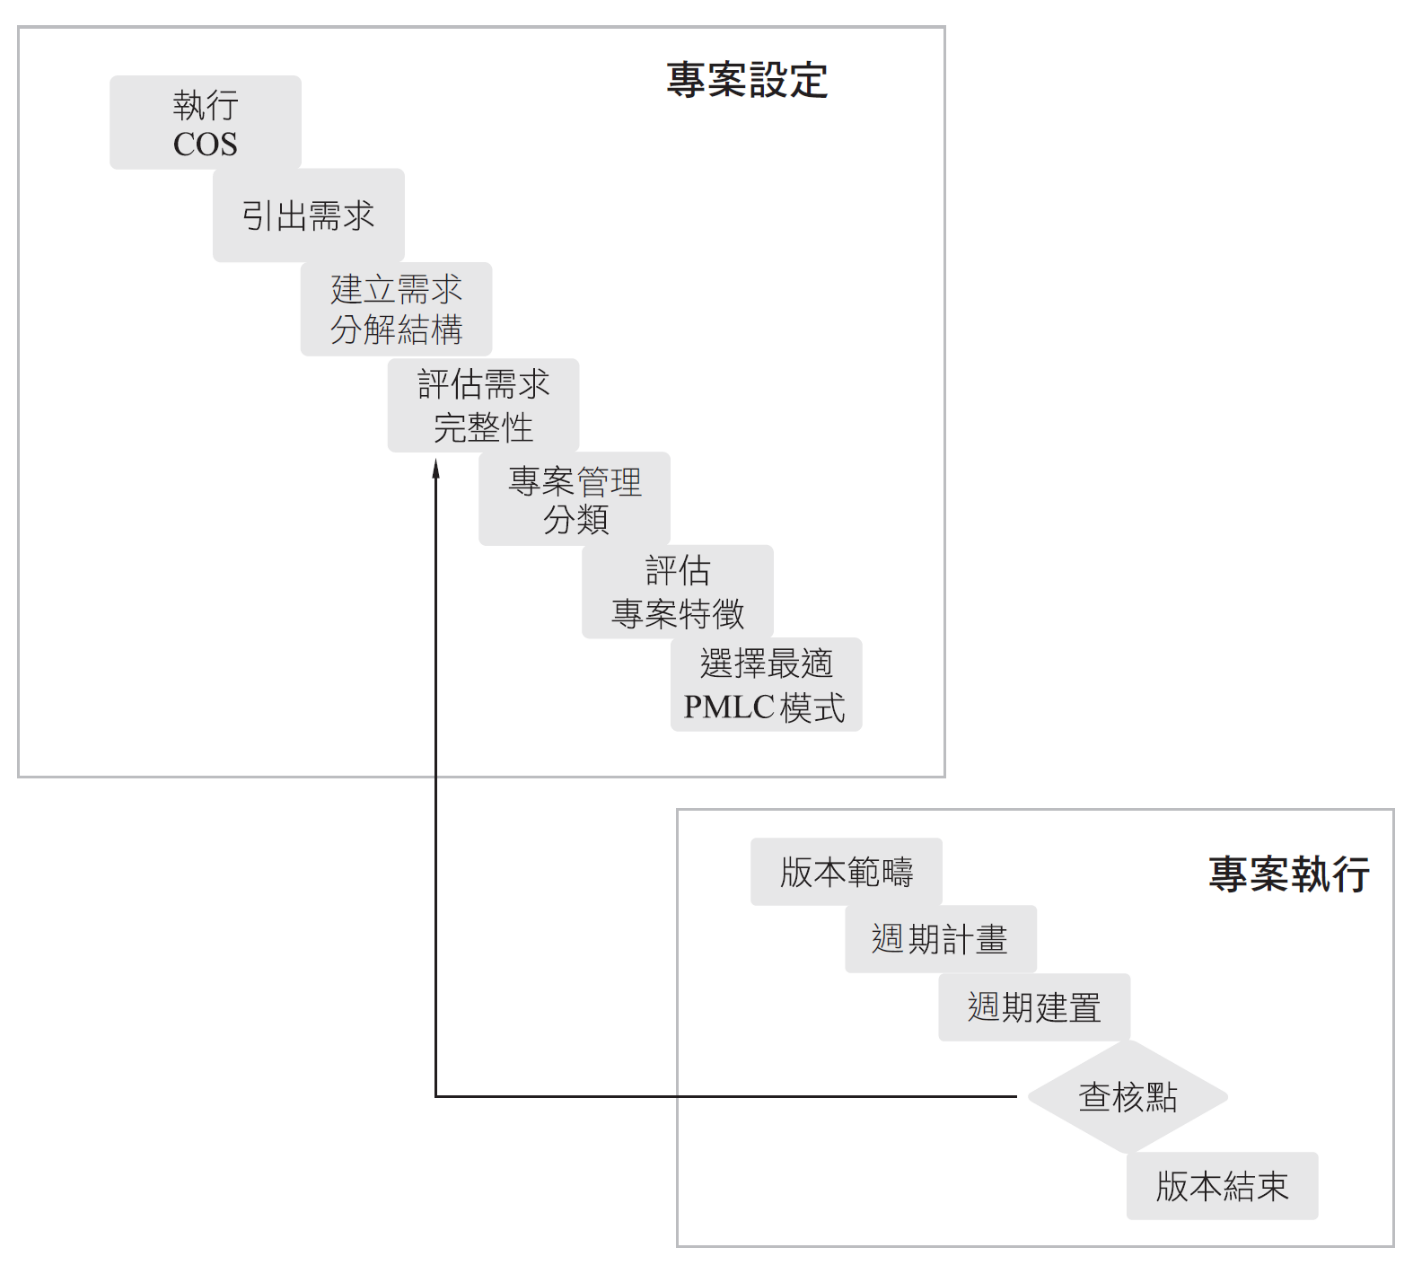 專案設定
執行
COS
引出需求
建立需求
分解結構
評估需求
完整性
專案管理
分類
評估
專案特徵
選擇最適
PMLC模式
專案執行
版本範疇
週期計畫
週期建置
查核點
版本結束